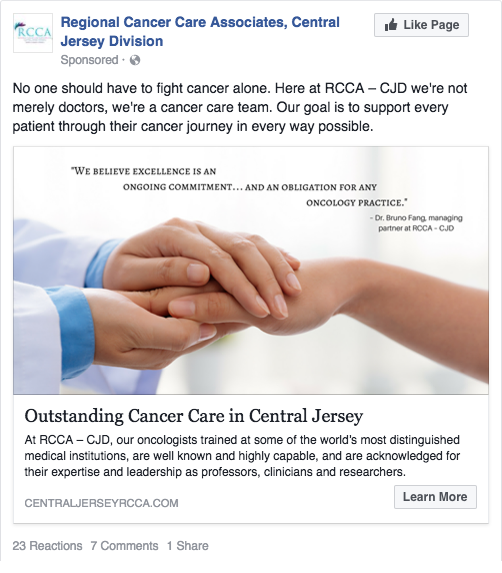 RCCA
Regional Cancer Care Associates, Central
Jersey Division
Sponsored ·
Like Page
No one should have to fight cancer alone. Here at RCCA – CJD we're not
merely doctors, we're a cancer care team. Our goal is to support every
patient through their cancer journey in every way possible.
"WE BELIEVE EXCELLENCE IS AN
ONGOING COMMITMENT... AND AN OBLIGATION FOR ANY
ONCOLOGY PRACTICE."
- Dr. Bruno Fang, managing
partner at RCCA - CJD
Outstanding Cancer Care in Central Jersey
At RCCA – CJD, our oncologists trained at some of the world's most distinguished
medical institutions, are well known and highly capable, and are acknowledged for
their expertise and leadership as professors, clinicians and researchers.
CENTRALJERSEYRCCA.COM
Learn More
23 Reactions 7 Comments 1 Share